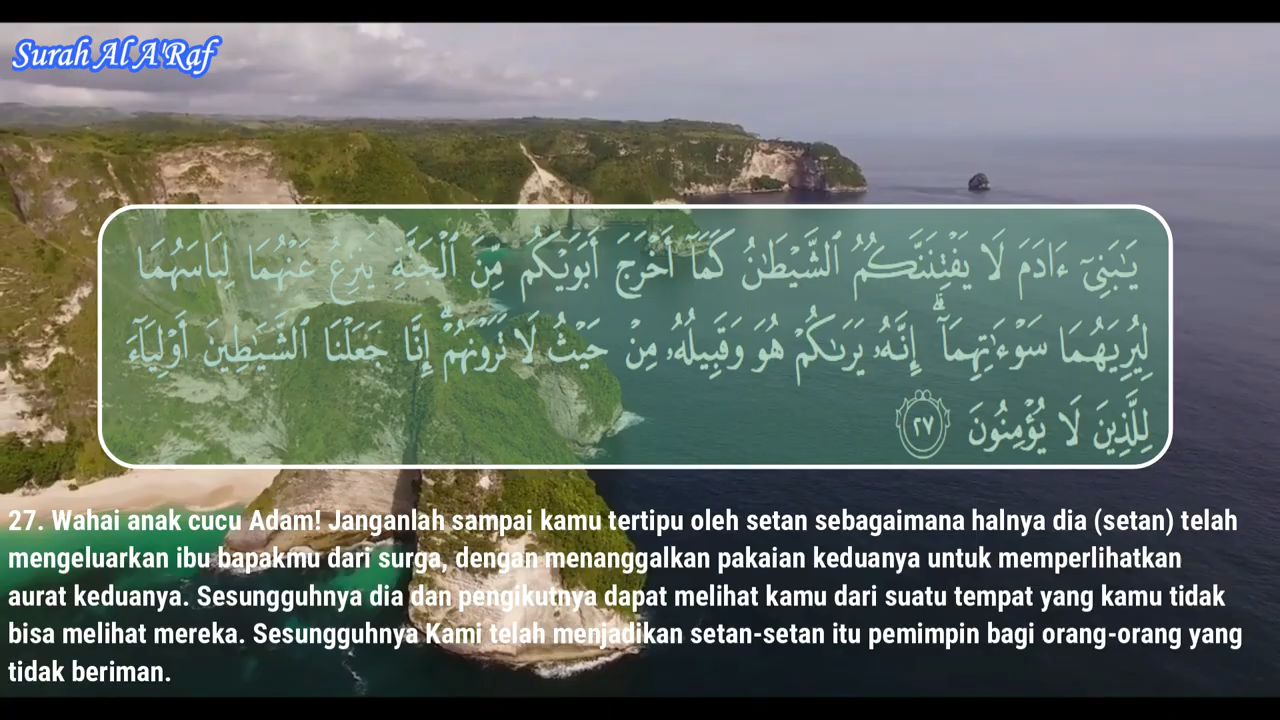 Surah Al A'Raf
يَـٰبَنِىٓ ءَادَمَ لَا يَفْتِنَنَّكُمُ ٱلشَّيْطَـٰنُ كَمَآ أَخْرَجَ أَبَوَيْكُم مِّنَ ٱلْجَنَّةِ يَنزِعُ عَنْهُمَا لِبَاسَهُمَا
لِيُرِيَهُمَا سَوْءَٰتِهِمَآ ۗ إِنَّهُۥ يَرَىٰكُمْ هُوَ وَقَبِيلُهُۥ مِنْ حَيْثُ لَا تَرَوْنَهُمْ ۗ إِنَّا جَعَلْنَا ٱلشَّيَـٰطِينَ أَوْلِيَآءَ
لِلَّذِينَ لَا يُؤْمِنُونَ ٢٧
27. Wahai anak cucu Adam! Janganlah sampai kamu tertipu oleh setan sebagaimana halnya dia (setan) telah
mengeluarkan ibu bapakmu dari surga, dengan menanggalkan pakaian keduanya untuk memperlihatkan
aurat keduanya. Sesungguhnya dia dan pengikutnya dapat melihat kamu dari suatu tempat yang kamu tidak
bisa melihat mereka. Sesungguhnya Kami telah menjadikan setan-setan itu pemimpin bagi orang-orang yang
tidak beriman.